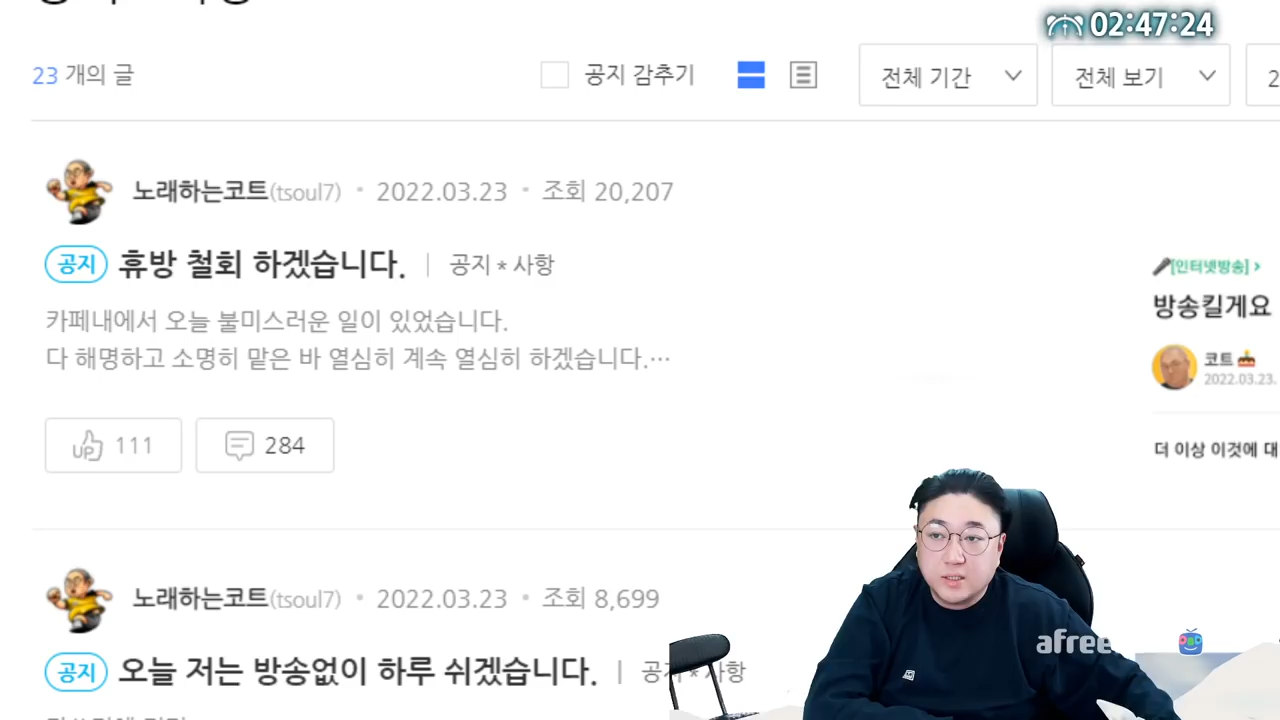 02:47:24
23 개의 글
공지 감추기
전체 기간
전체 보기
노래하는코트(tsoul7) • 2022.03.23 • 조회 20,207
공지 휴방 철회 하겠습니다. | 공지 * 사항
카페내에서 오늘 불미스러운 일이 있었습니다.
다 해명하고 소명히 맡은 바 열심히 계속 열심히 하겠습니다.…
UP 111
284
[인터넷방송] >
방송킬게요
코트
2022.03.23.
더 이상 이것에 대
노래하는코트(tsoul7) • 2022.03.23 • 조회 8,699
공지 오늘 저는 방송없이 하루 쉬겠습니다. | 공지 * 사항
afree